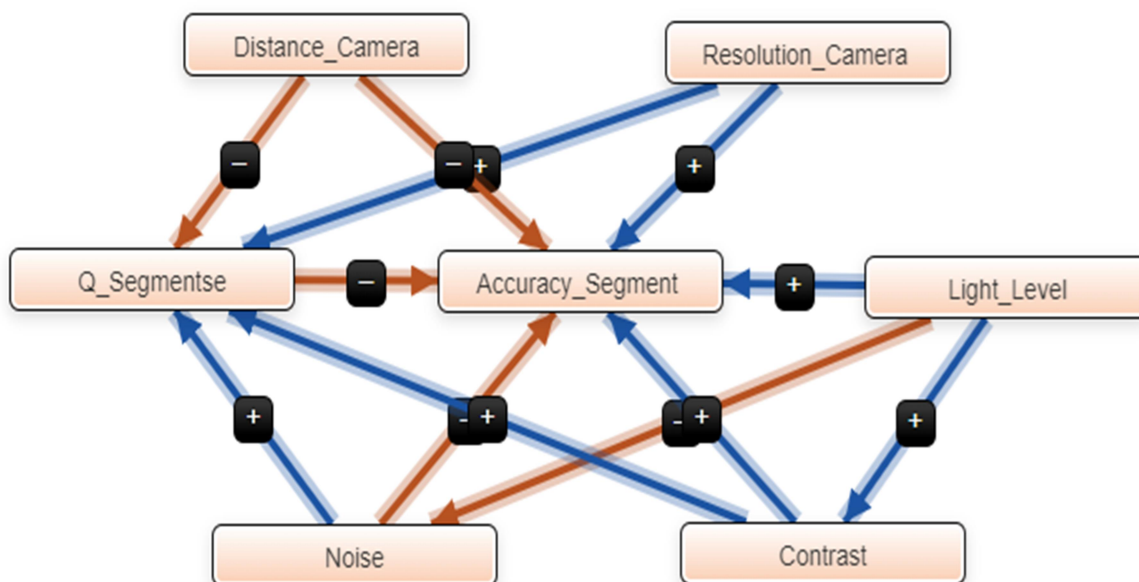 Distance_Camera
Resolution_Camera
−
−
+
+
Q_Segmentse
−
Accuracy_Segment
+
Light_Level
+
-
+
-
+
+
Noise
Contrast